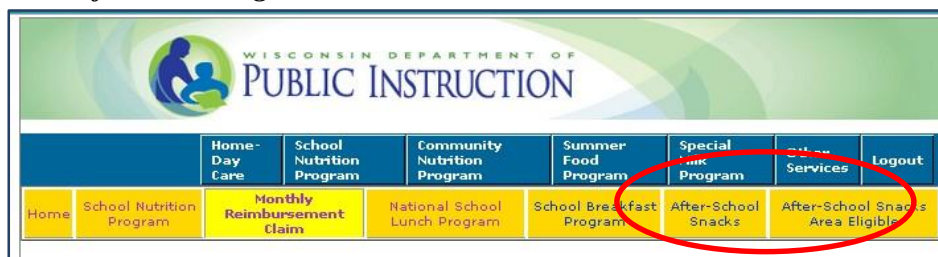 WISCONSIN DEPARTMENT OF
PUBLIC INSTRUCTION
Home-
Day
Care
School
Nutrition
Program
Community
Nutrition
Program
Summer
Food
Program
Special
Milk
Program
Other
Services
Logout
Home
School Nutrition
Program
Monthly
Reimbursement
Claim
National School
Lunch Program
School Breakfast
Program
After-School
Snacks
After-School Snacks
Area Eligible